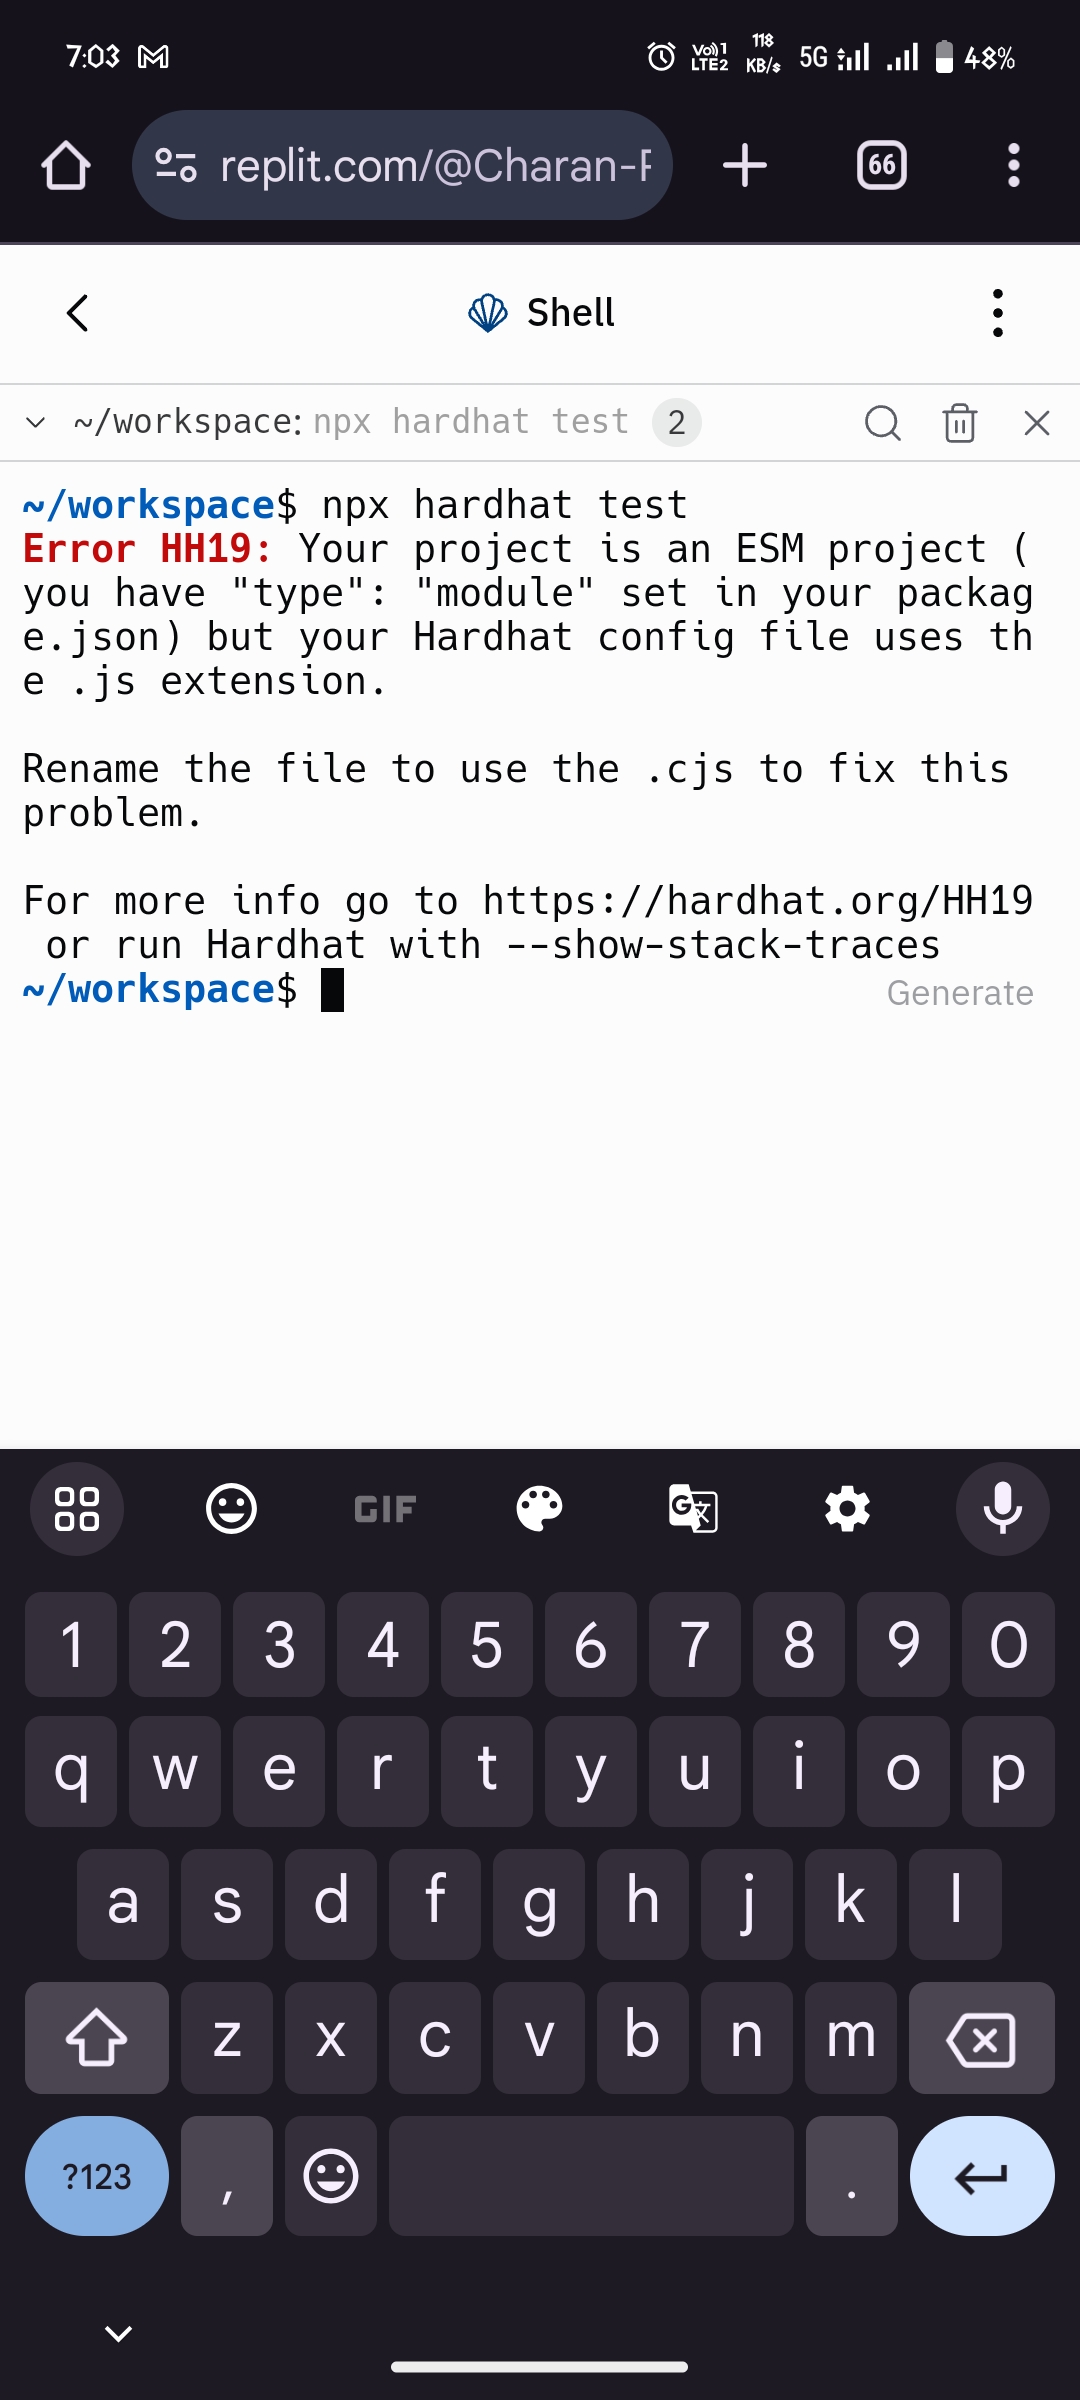 7:03
Vo)) 1
LTE2
118
KB/s
5G
48%
replit.com/@Charan-
66
Shell
~/workspace: npx hardhat test 2
~/workspace$ npx hardhat test
Error HH19: Your project is an ESM project (
you have "type": "module" set in your packag
e.json) but your Hardhat config file uses th
e .js extension.
Rename the file to use the .cjs to fix this
problem.
For more info go to https://hardhat.org/HH19
or run Hardhat with --show-stack-traces
~/workspace$
Generate
GIF
G 文
1 2 3 4 5 6 7 8 9 0
q w e r t y u i o p
a s d f g h j k l
z x c v b n m
?123 , .